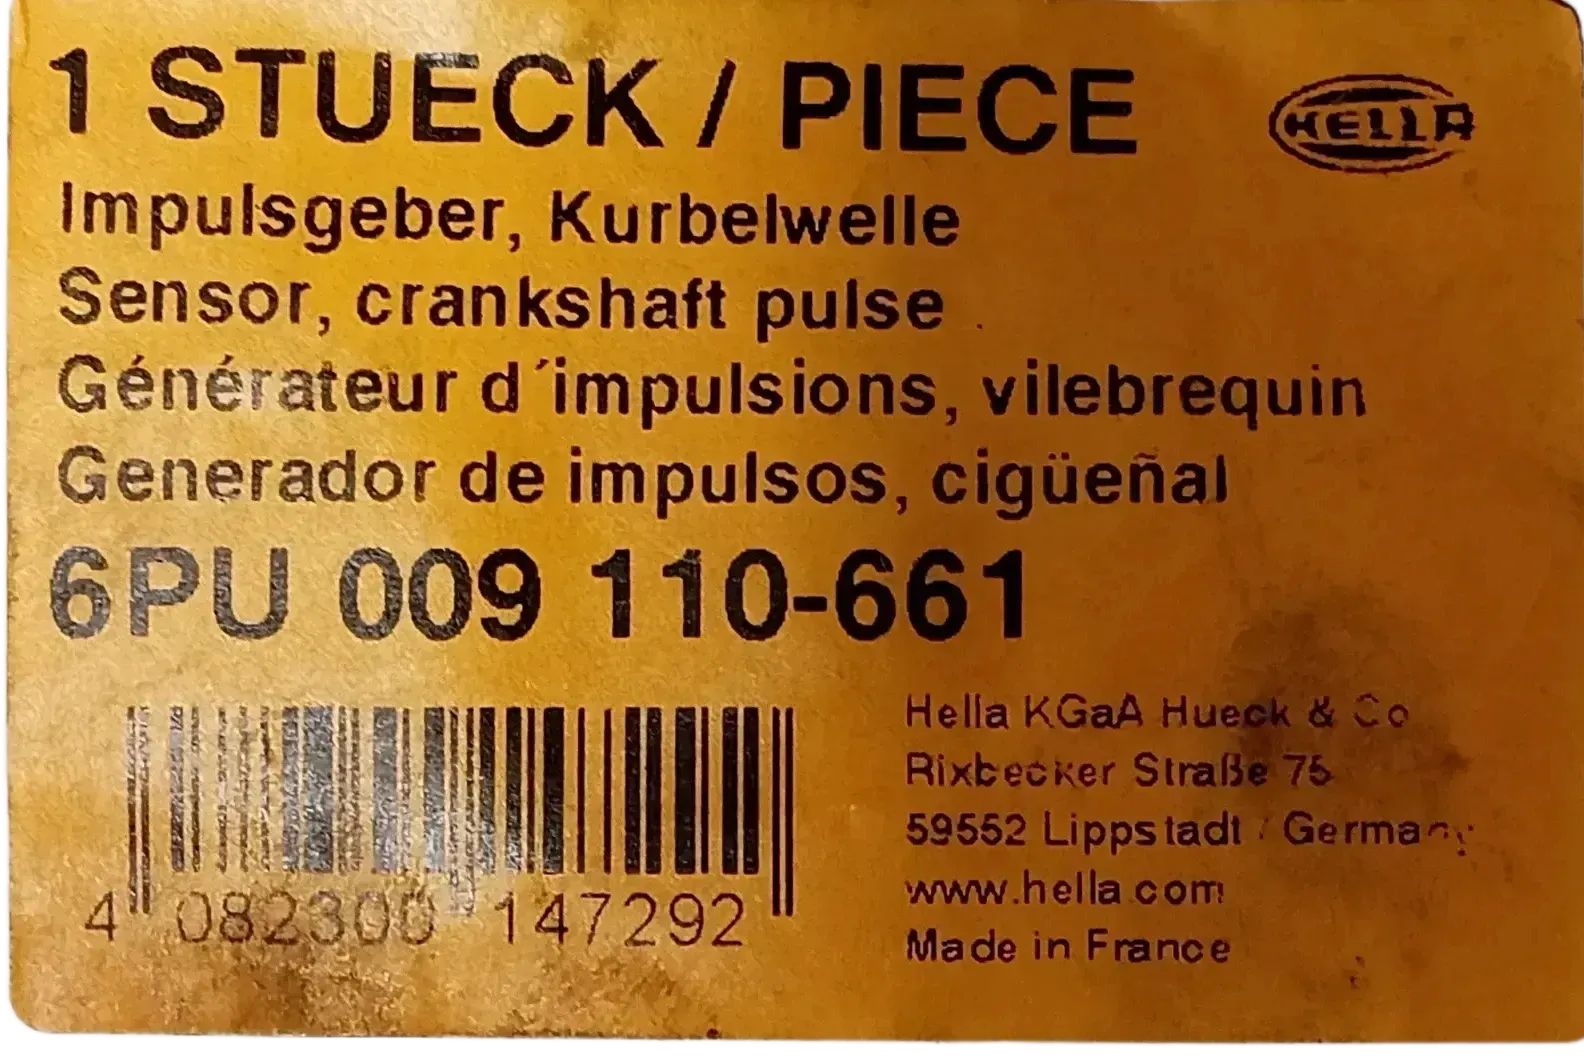 1 STUECK / PIECE
HELLA
Impulsgeber, Kurbelwelle
Sensor, crankshaft pulse
Générateur d´impulsions, vilebrequin
Generador de impulsos, cigüeñal
6PU 009 110-661
4 082300 147292
Hella KGaA Hueck & Co
Rixbecker Straße 75
59552 Lippstadt / Germany
www.hella.com
Made in France